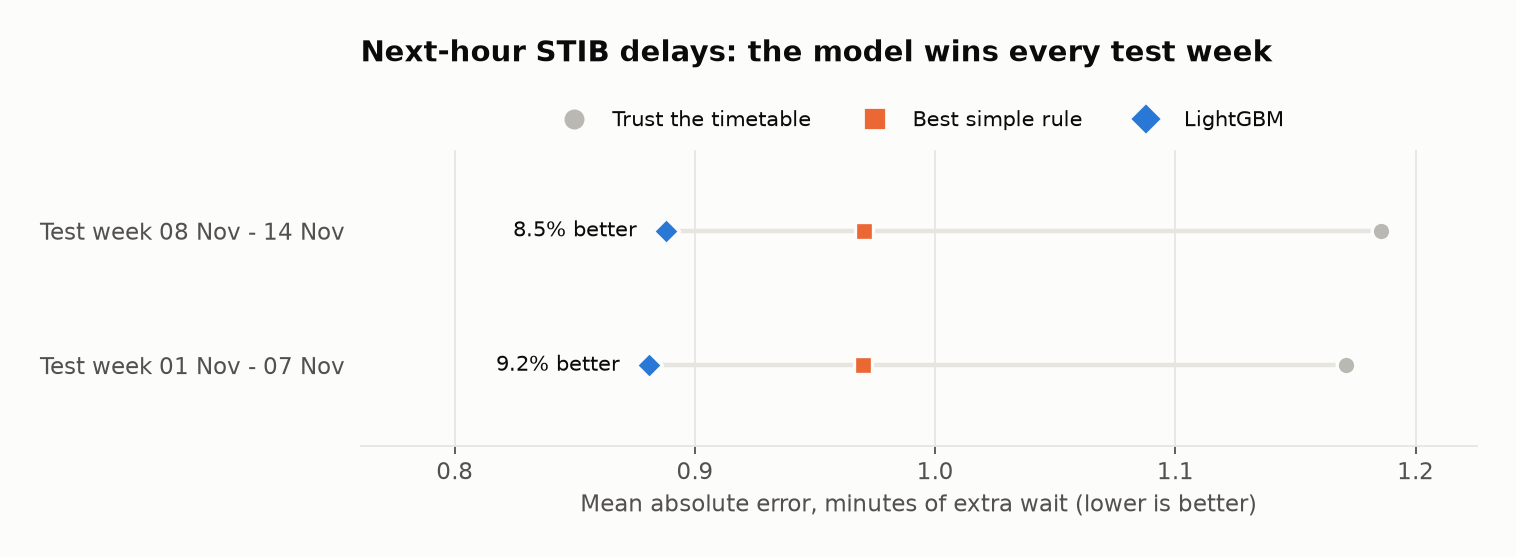 Next-hour STIB delays: the model wins every test week
Trust the timetable Best simple rule LightGBM
Test week 08 Nov - 14 Nov 8.5% better
Test week 01 Nov - 07 Nov 9.2% better
0.8 0.9 1.0 1.1 1.2
Mean absolute error, minutes of extra wait (lower is better)